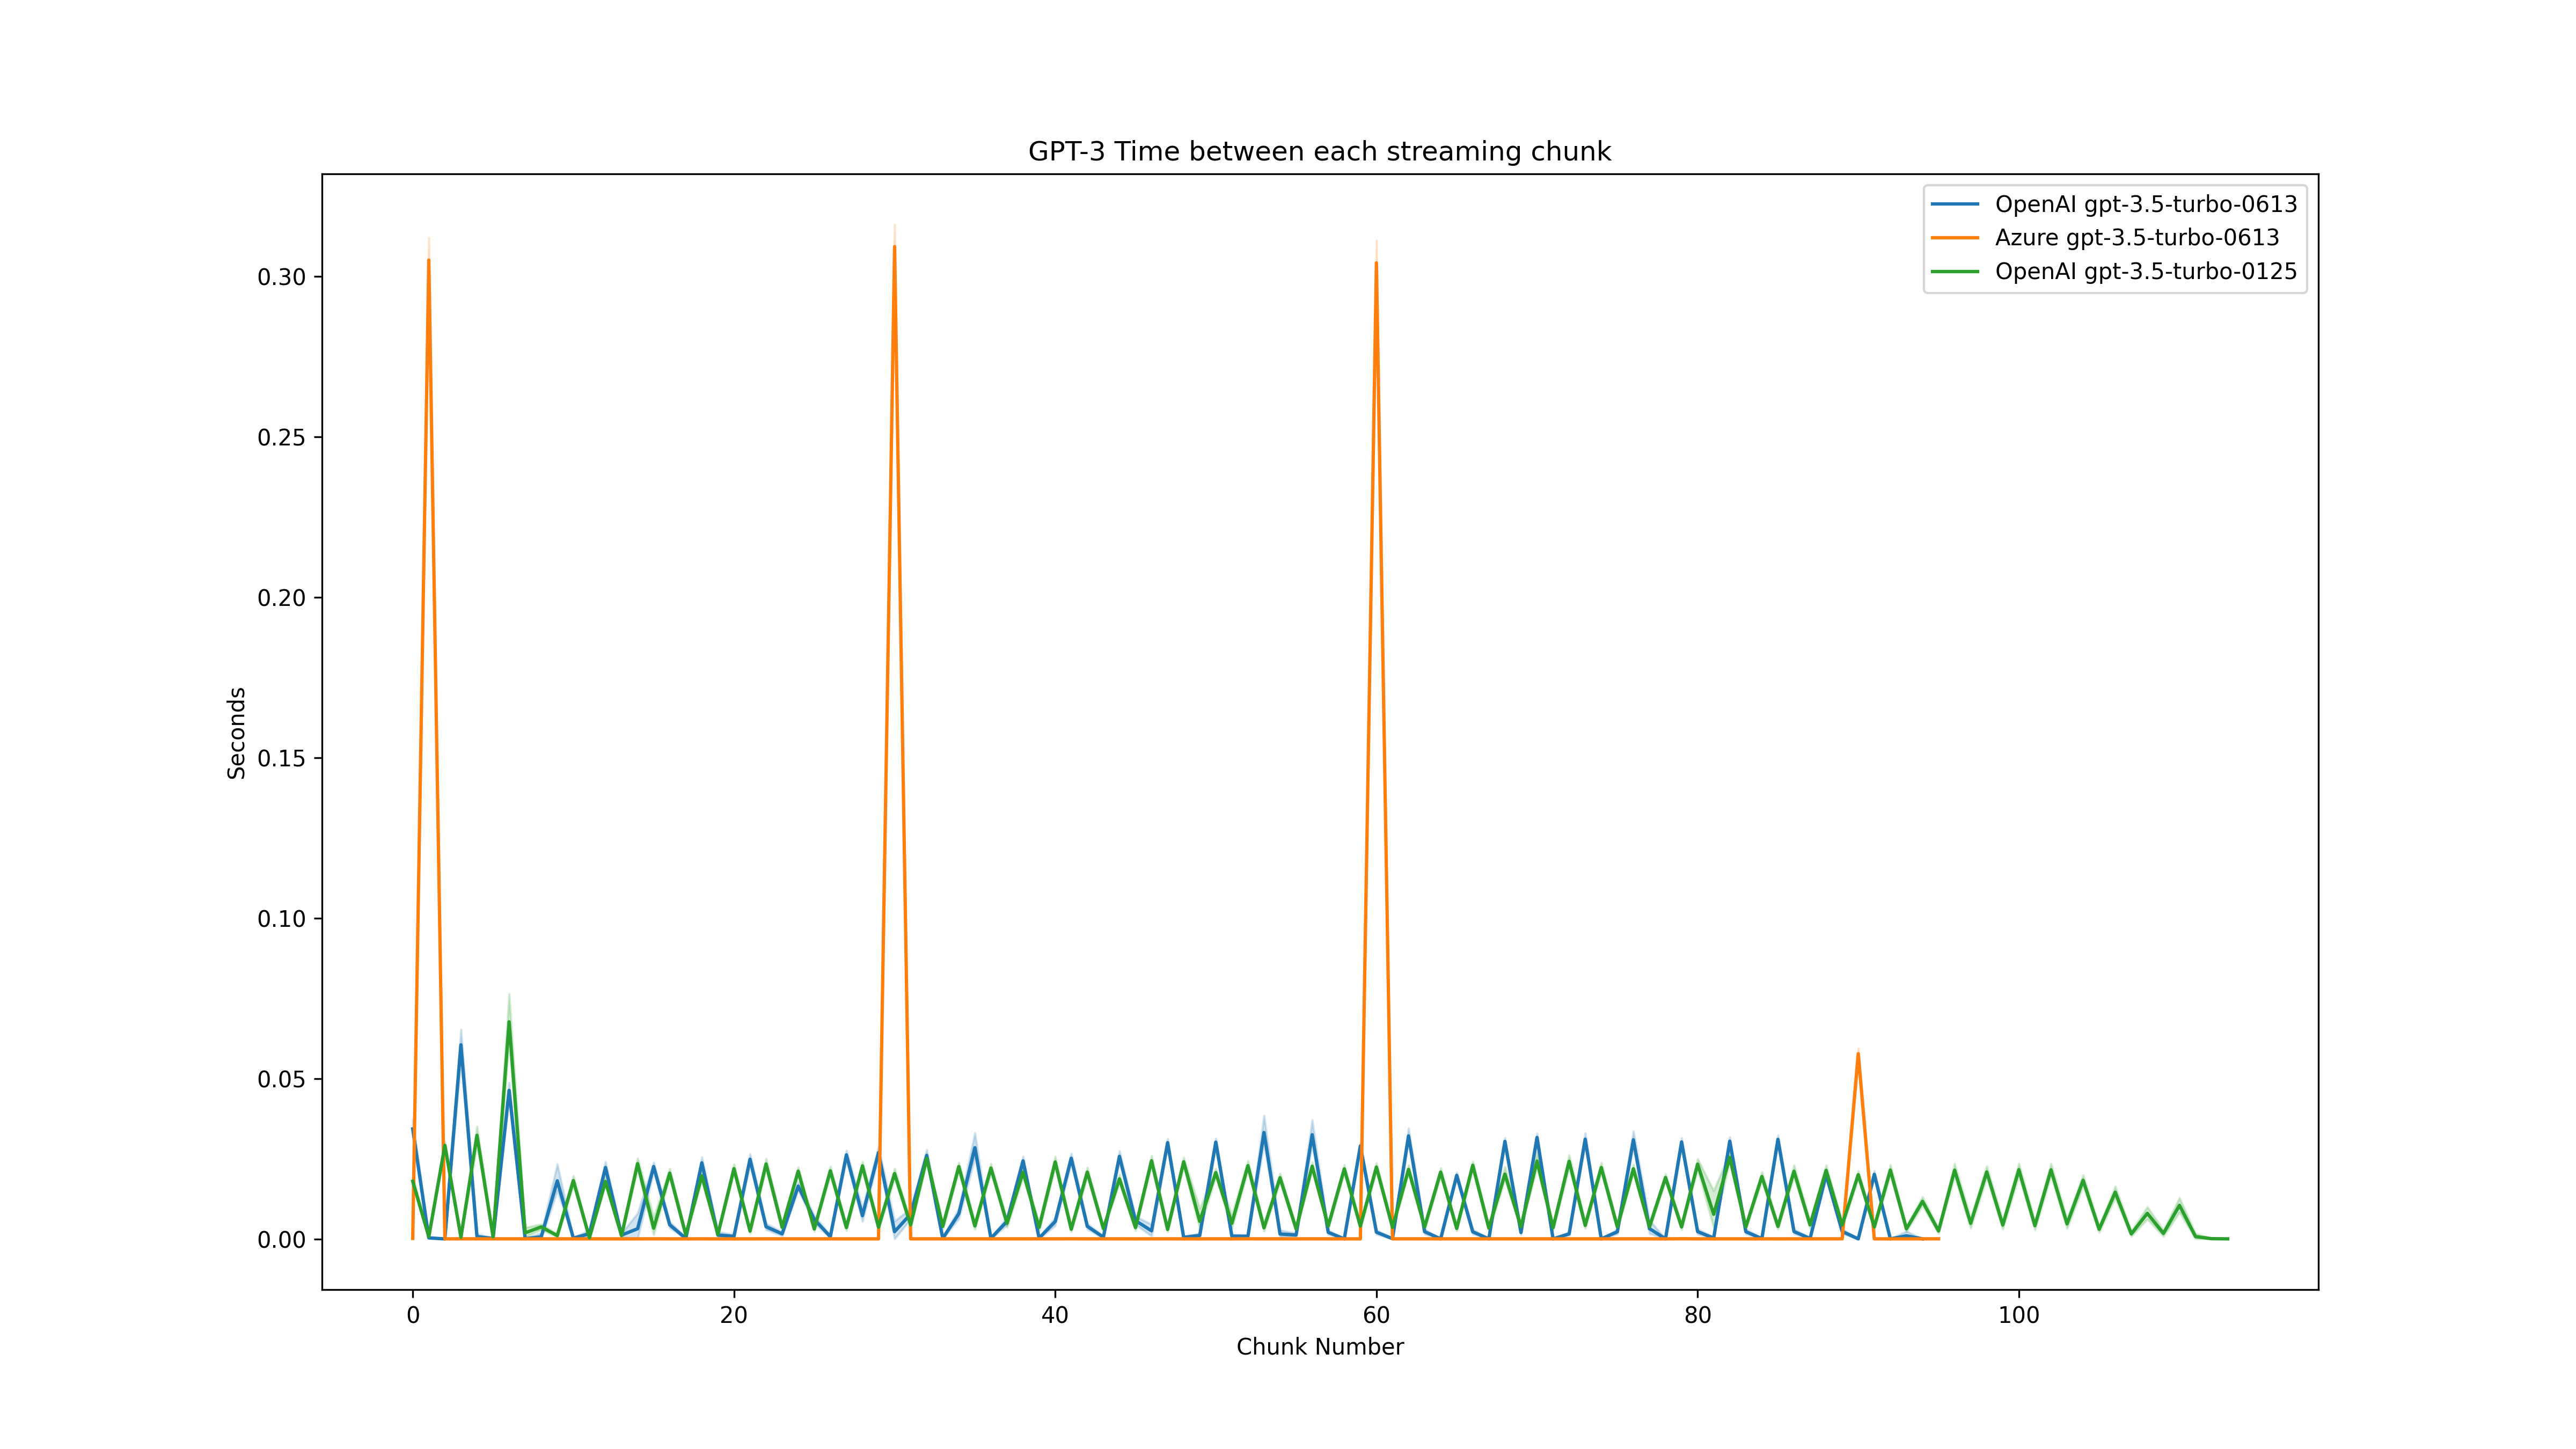 GPT-3 Time between each streaming chunk
OpenAI gpt-3.5-turbo-0613
Azure gpt-3.5-turbo-0613
OpenAI gpt-3.5-turbo-0125
0.30
0.25
0.20
0.15
0.10
0.05
0.00
Seconds
0 20 40 60 80 100
Chunk Number